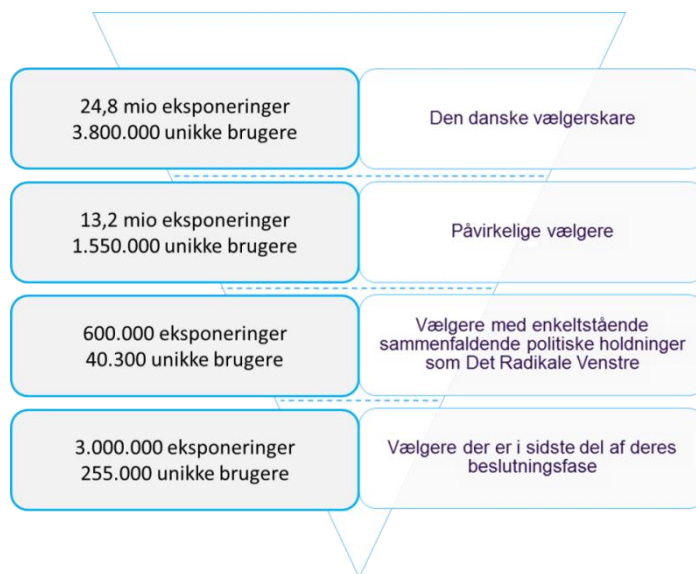 24,8 mio eksponeringer
3.800.000 unikke brugere
Den danske vælgerskare
13,2 mio eksponeringer
1.550.000 unikke brugere
Påvirkelige vælgere
600.000 eksponeringer
40.300 unikke brugere
Vælgere med enkeltstående
sammenfaldende politiske holdninger
som Det Radikale Venstre
3.000.000 eksponeringer
255.000 unikke brugere
Vælgere der er i sidste del af deres
beslutningsfase